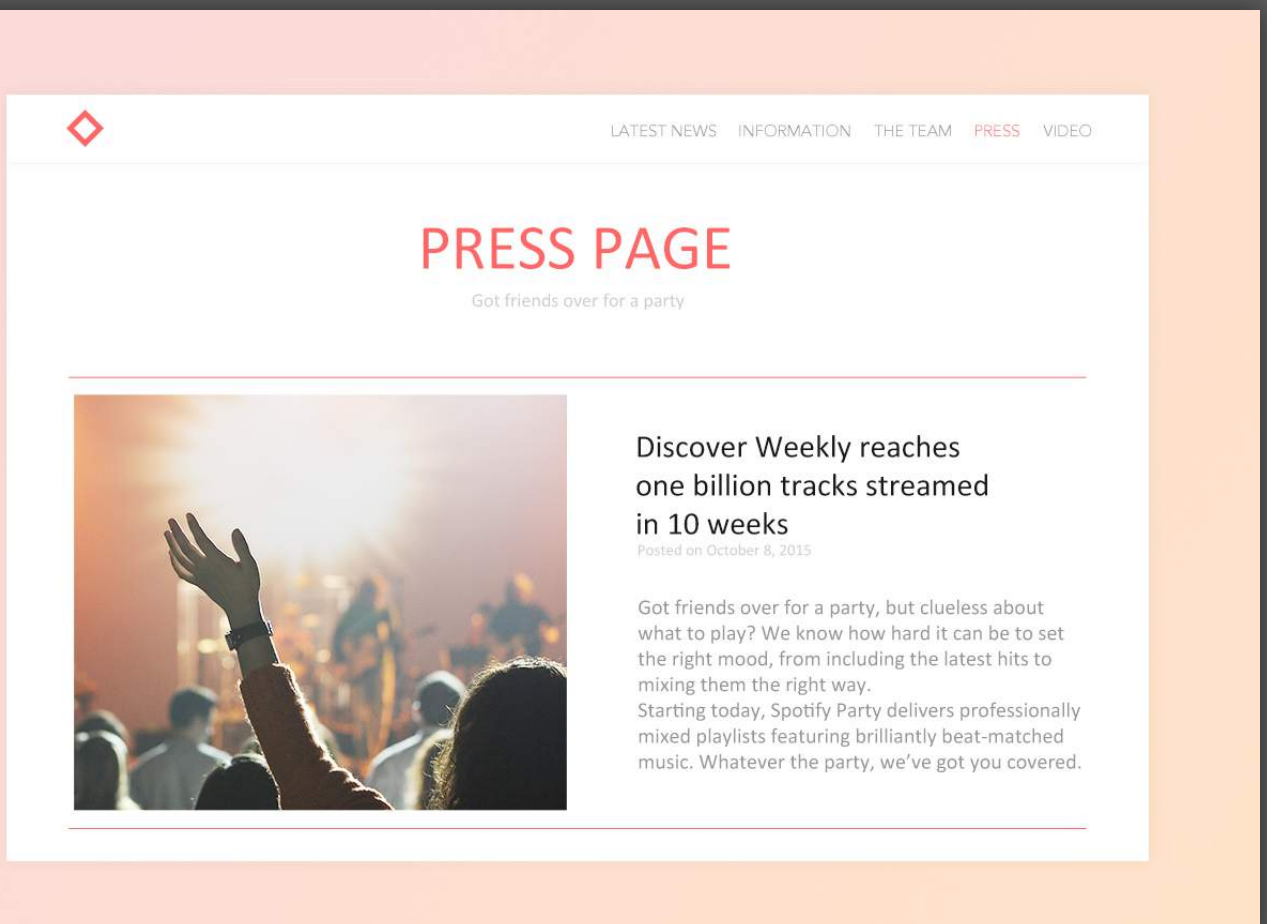 LATEST NEWS INFORMATION THE TEAM PRESS VIDEO
PRESS PAGE
Got friends over for a party
Discover Weekly reaches
one billion tracks streamed
in 10 weeks
Posted on October 8, 2015
Got friends over for a party, but clueless about
what to play? We know how hard it can be to set
the right mood, from including the latest hits to
mixing them the right way.
Starting today, Spotify Party delivers professionally
mixed playlists featuring brilliantly beat-matched
music. Whatever the party, we’ve got you covered.